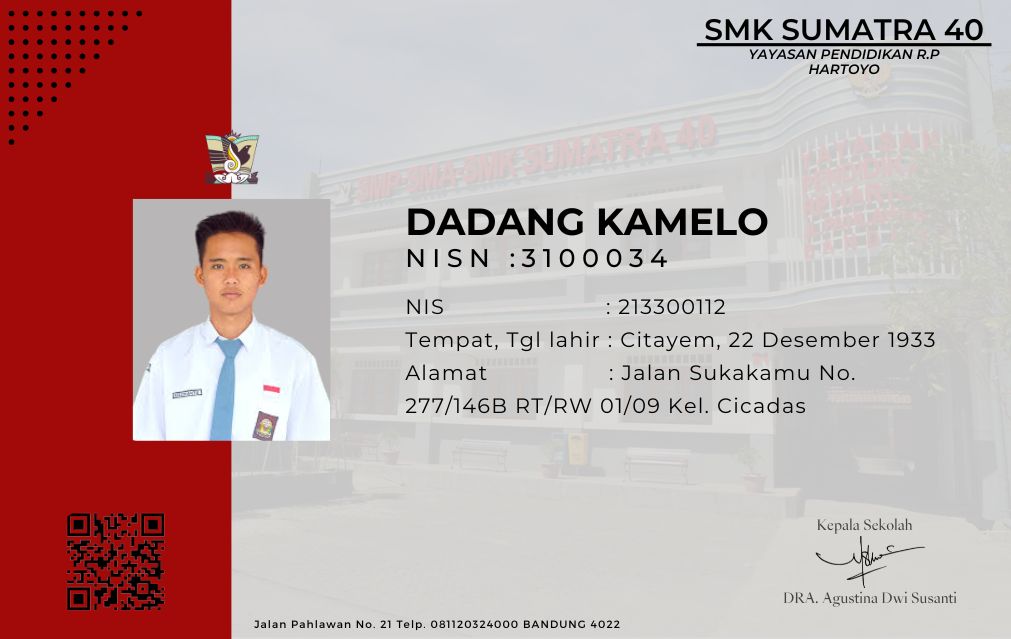 SMK SUMATRA 40
YAYASAN PENDIDIKAN R.P
HARTOYO
SMP-SMA-SMK SUMATRA 40
DADANG KAMELO
NISN :3100034
NIS : 213300112
Tempat, Tgl lahir : Citayem, 22 Desember 1933
Alamat : Jalan Sukakamu No.
277/146B RT/RW 01/09 Kel. Cicadas
Kepala Sekolah
DRA. Agustina Dwi Susanti
Jalan Pahlawan No. 21 Telp. 081120324000 BANDUNG 4022